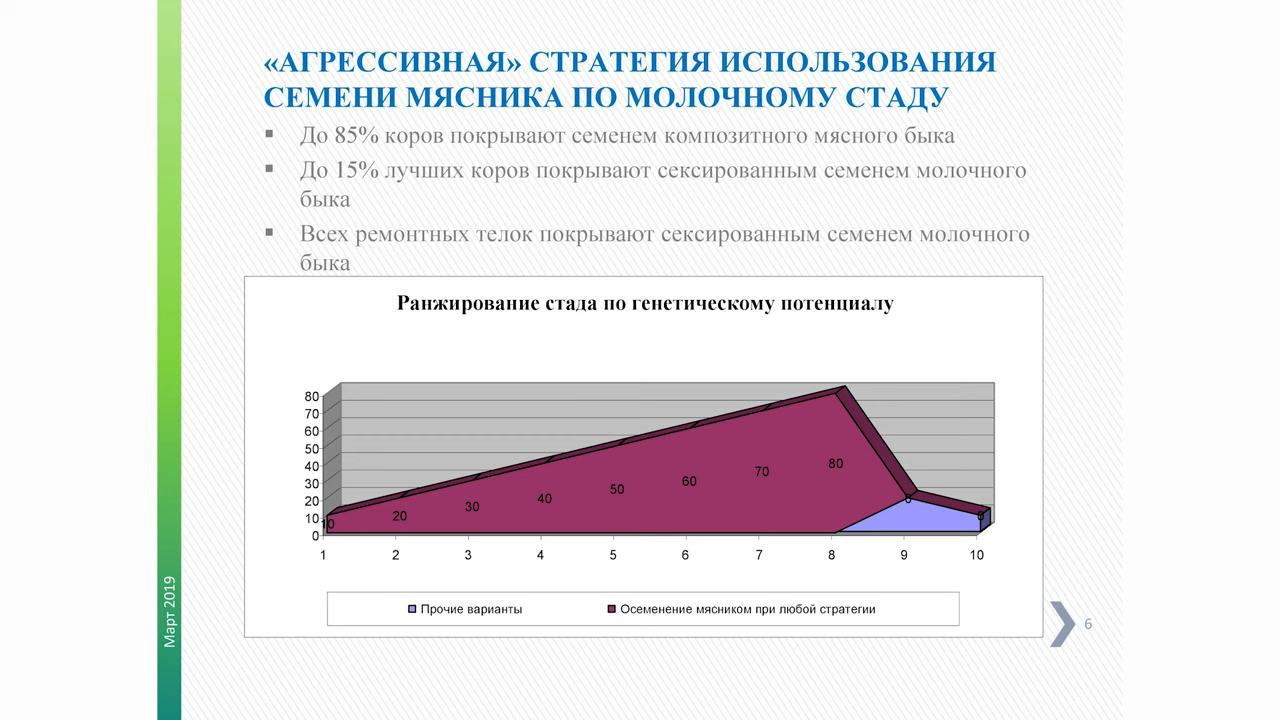 «АГРЕССИВНАЯ» СТРАТЕГИЯ ИСПОЛЬЗОВАНИЯ
СЕМЕНИ МЯСНИКА ПО МОЛОЧНОМУ СТАДУ
▪ До 85% коров покрывают семенем композитного мясного быка
▪ До 15% лучших коров покрывают сексированным семенем молочного
быка
▪ Всех ремонтных телок покрывают сексированным семенем молочного
быка
Ранжирование стада по генетическому потенциалу
80
70
60
50
40
30
20
10
0
10 20 30 40 50 60 70 80 0 0
1 2 3 4 5 6 7 8 9 10
Прочие варианты Осеменение мясником при любой стратегии
Март 2019
6